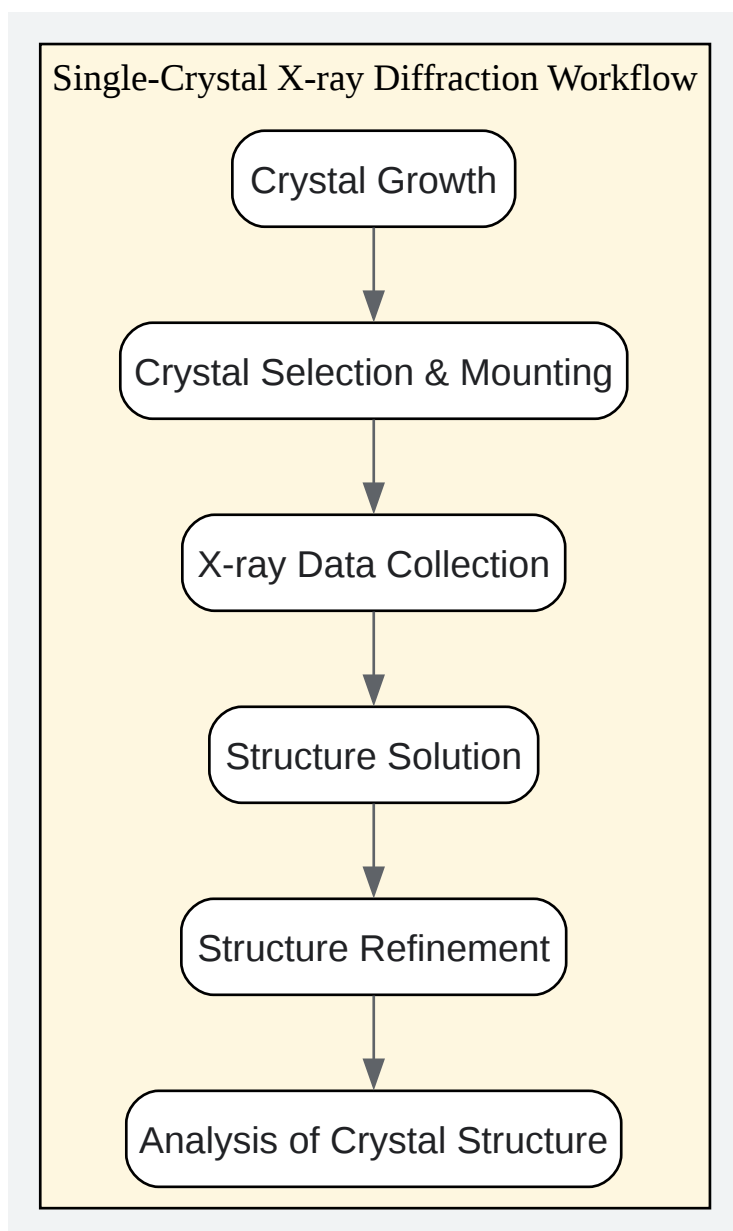 Single-Crystal X-ray Diffraction Workflow
Crystal Growth
Crystal Selection & Mounting
X-ray Data Collection
Structure Solution
Structure Refinement
Analysis of Crystal Structure